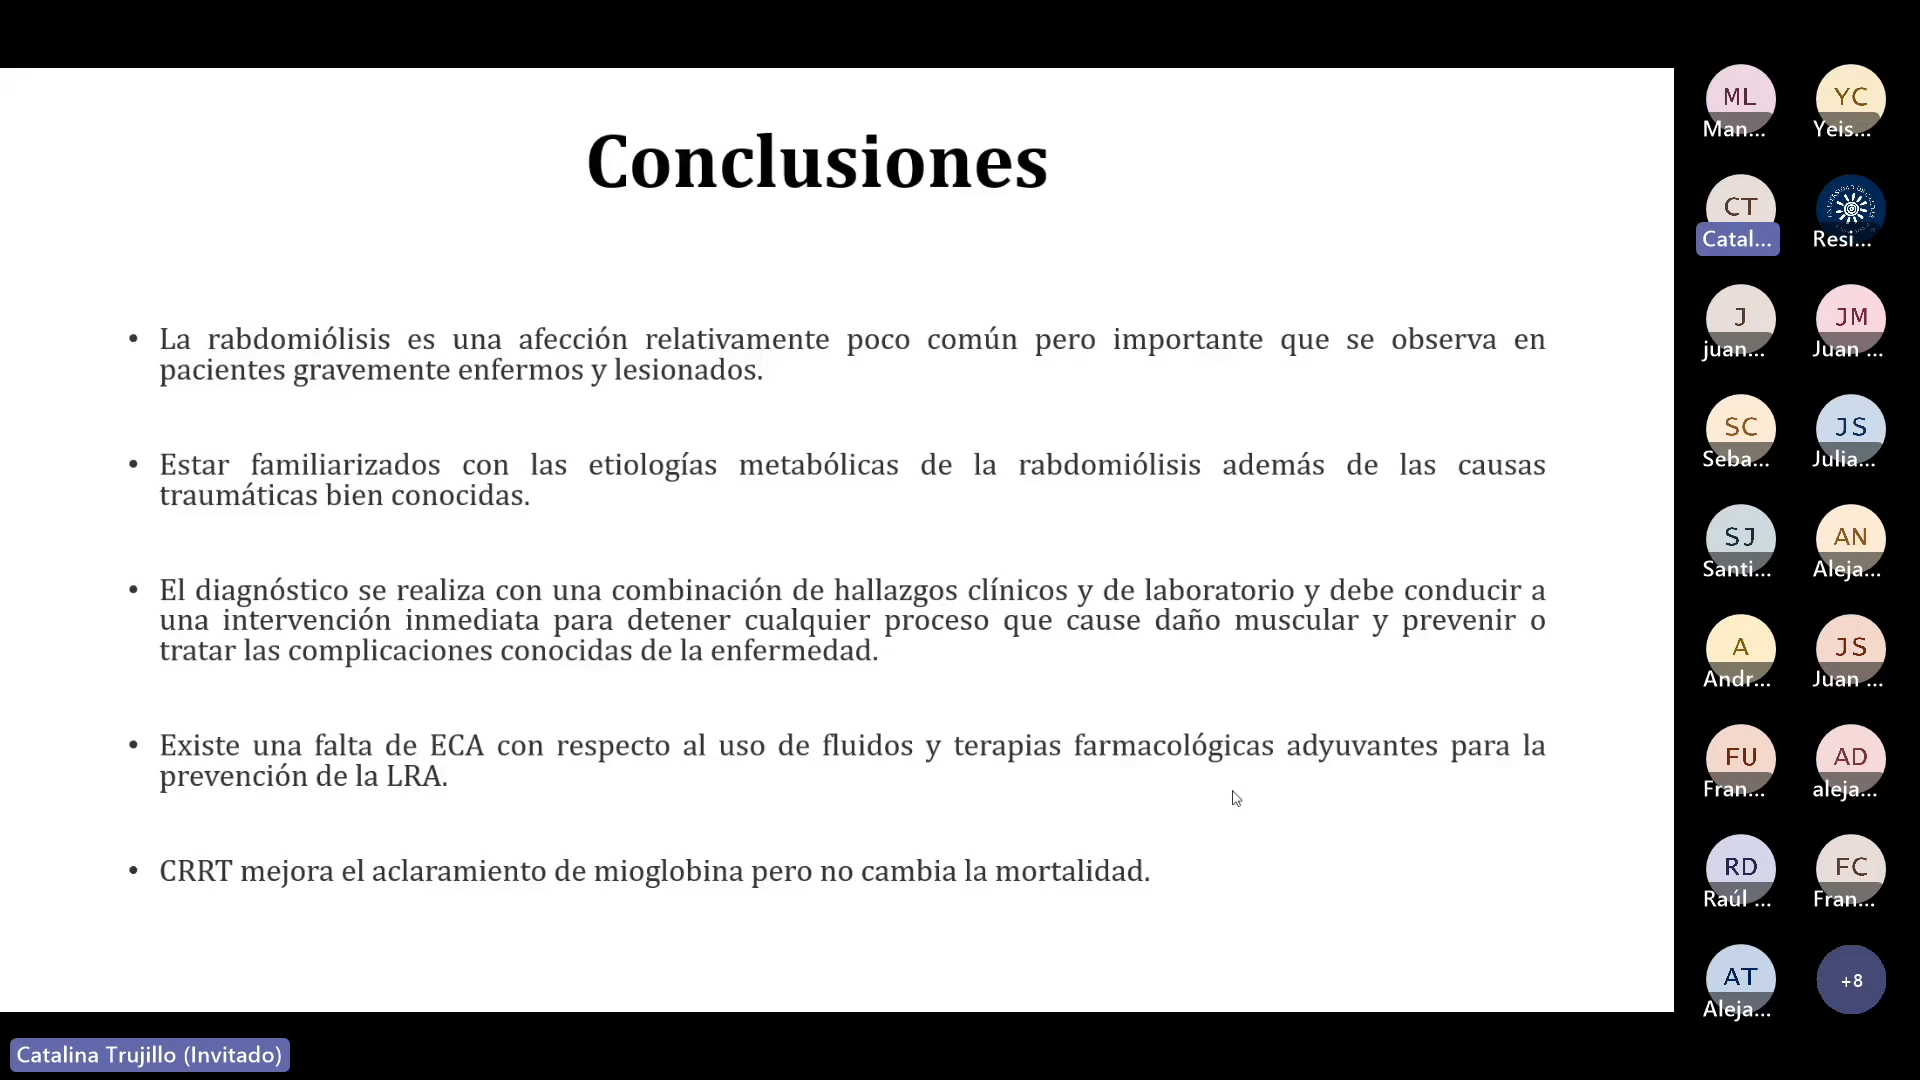 Conclusiones
• La rabdomiólisis es una afección relativamente poco común pero importante que se observa en
pacientes gravemente enfermos y lesionados.
• Estar familiarizados con las etiologías metabólicas de la rabdomiólisis además de las causas
traumáticas bien conocidas.
• El diagnóstico se realiza con una combinación de hallazgos clínicos y de laboratorio y debe conducir a
una intervención inmediata para detener cualquier proceso que cause daño muscular y prevenir o
tratar las complicaciones conocidas de la enfermedad.
• Existe una falta de ECA con respecto al uso de fluidos y terapias farmacológicas adyuvantes para la
prevención de la LRA.
• CRRT mejora el aclaramiento de mioglobina pero no cambia la mortalidad.
Catalina Trujillo (Invitado)
ML YC
Man... Yeis...
CT
Catal... Resi...
J JM
juan... Juan ...
SC JS
Seba... Julia...
SJ AN
Santi... Aleja...
A JS
Andr... Juan ...
FU AD
Fran... aleja...
RD FC
Raúl ... Fran...
AT +8
Aleja...